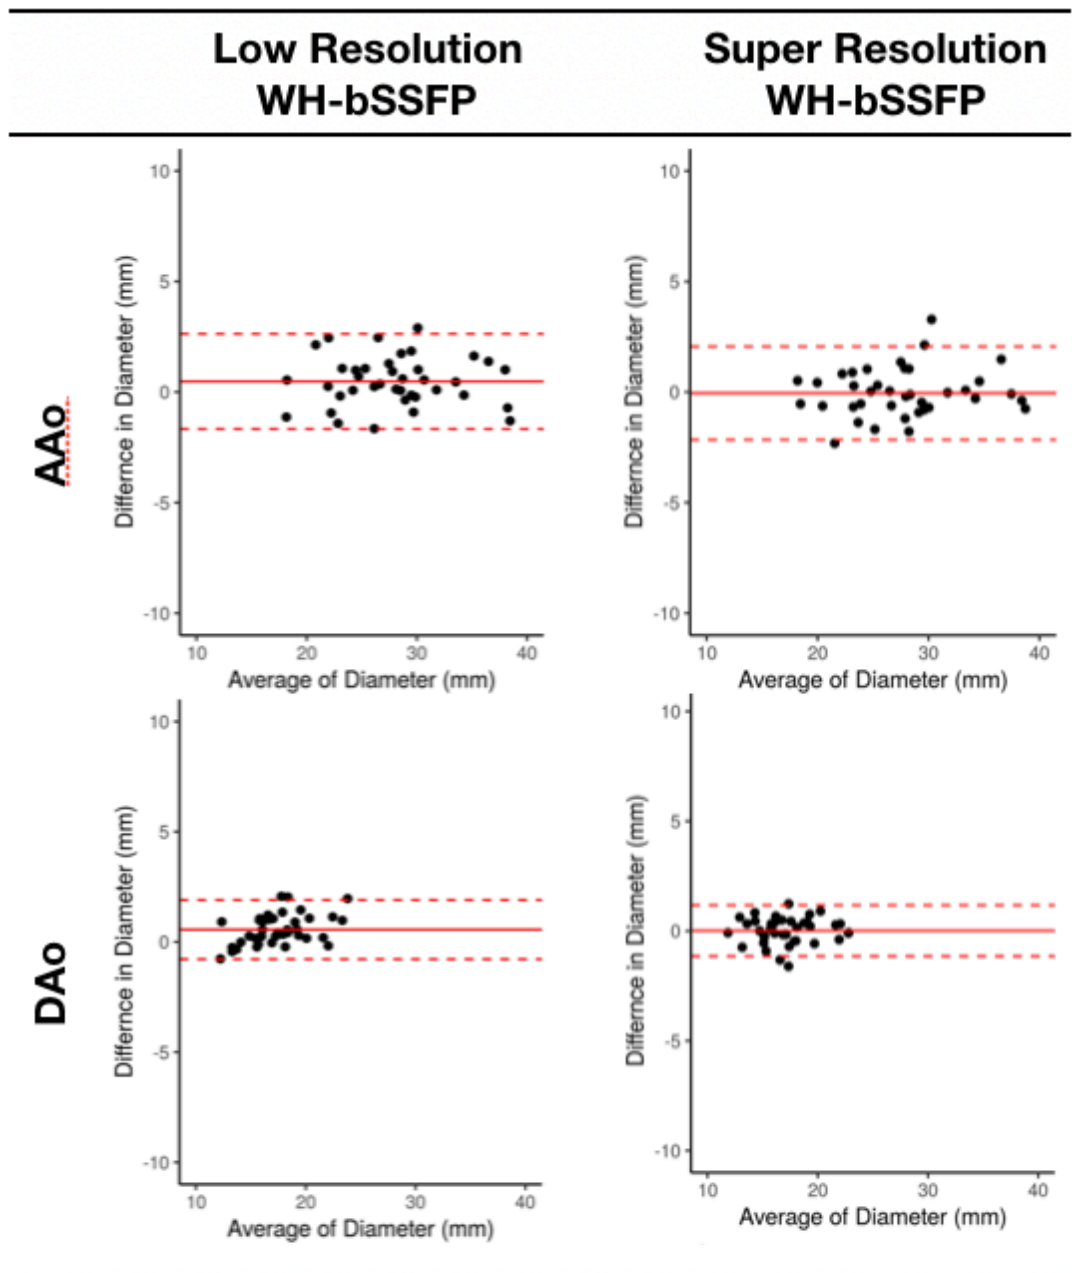 Low Resolution
WH-bSSFP
Super Resolution
WH-bSSFP
AAo
Differnce in Diameter (mm)
10
5
0
-5
-10
10 20 30 40
Average of Diameter (mm)
Differnce in Diameter (mm)
10
5
0
-5
-10
10 20 30 40
Average of Diameter (mm)
DAo
Differnce in Diameter (mm)
10
5
0
-5
-10
10 20 30 40
Average of Diameter (mm)
Differnce in Diameter (mm)
10
5
0
-5
-10
10 20 30 40
Average of Diameter (mm)